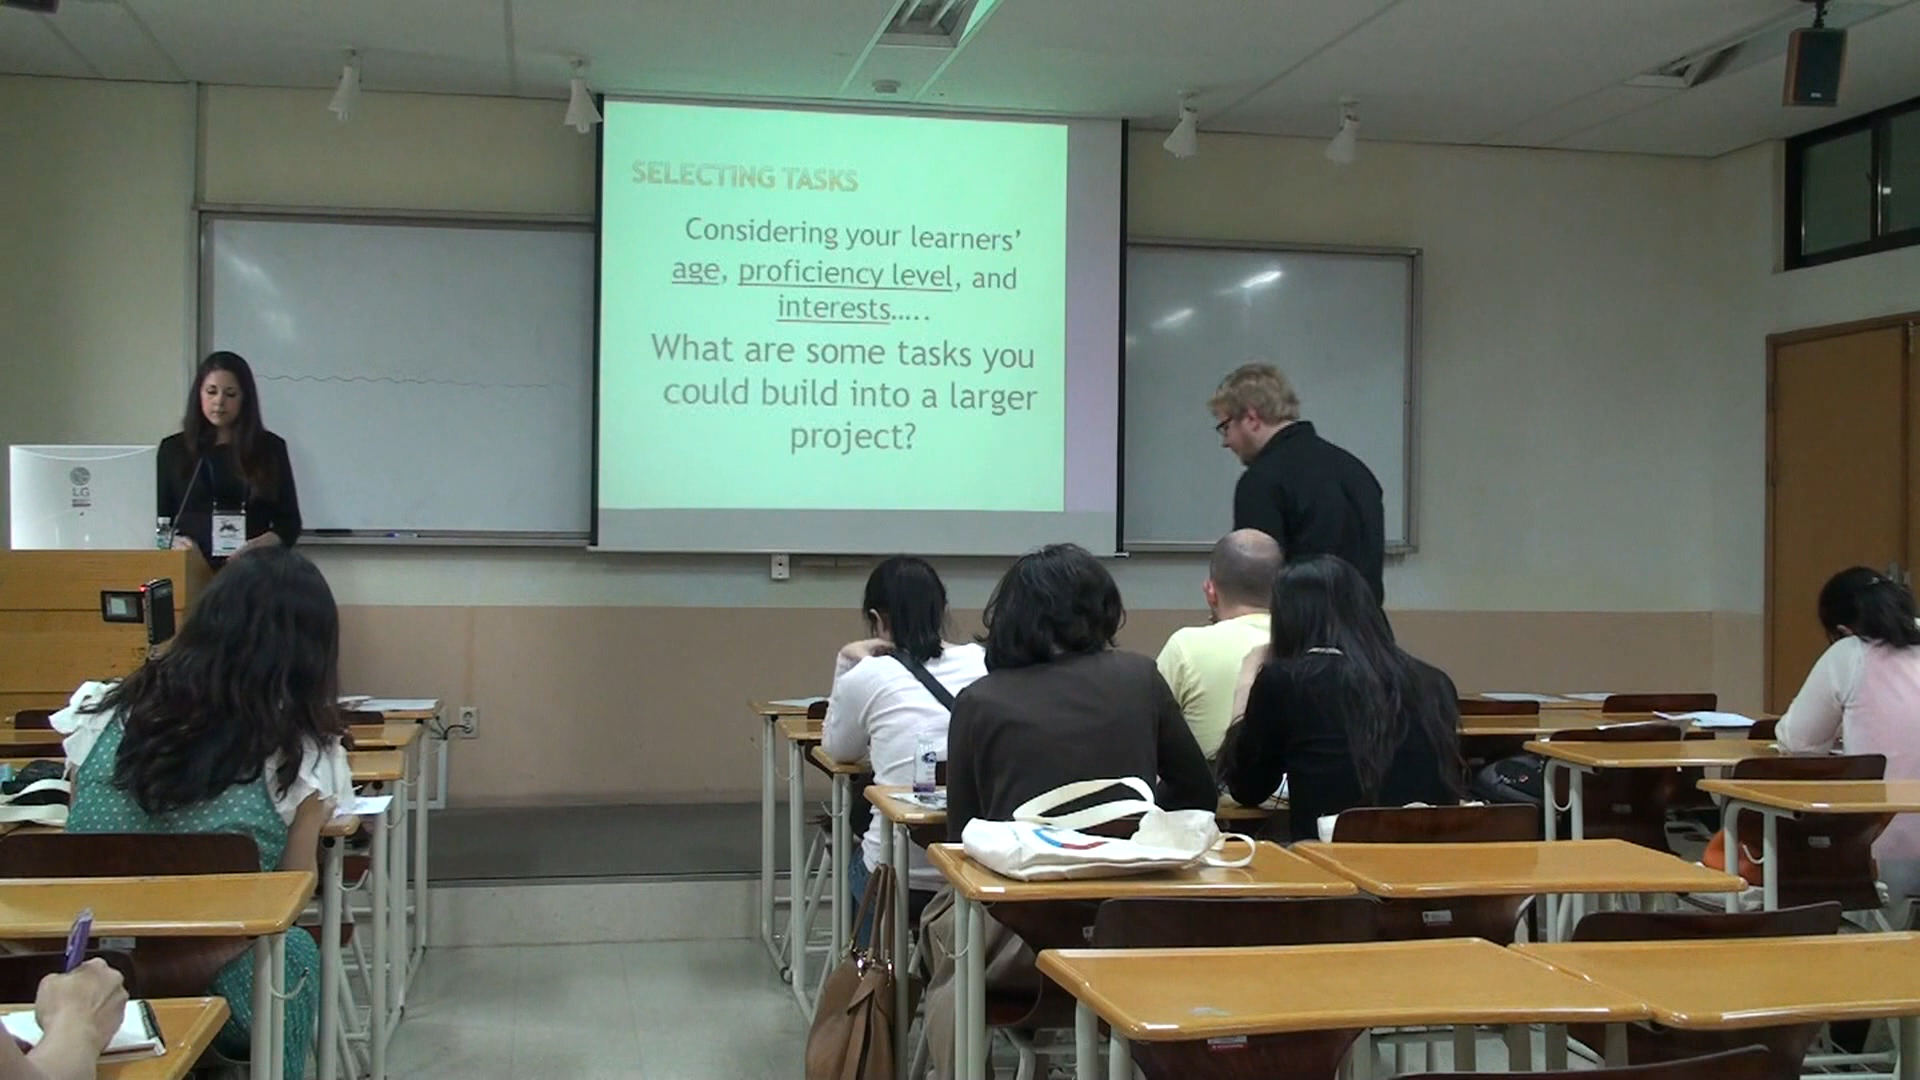 SELECTING TASKS
Considering your learners’
age, proficiency level, and
interests…..
What are some tasks you
could build into a larger
project?
LG